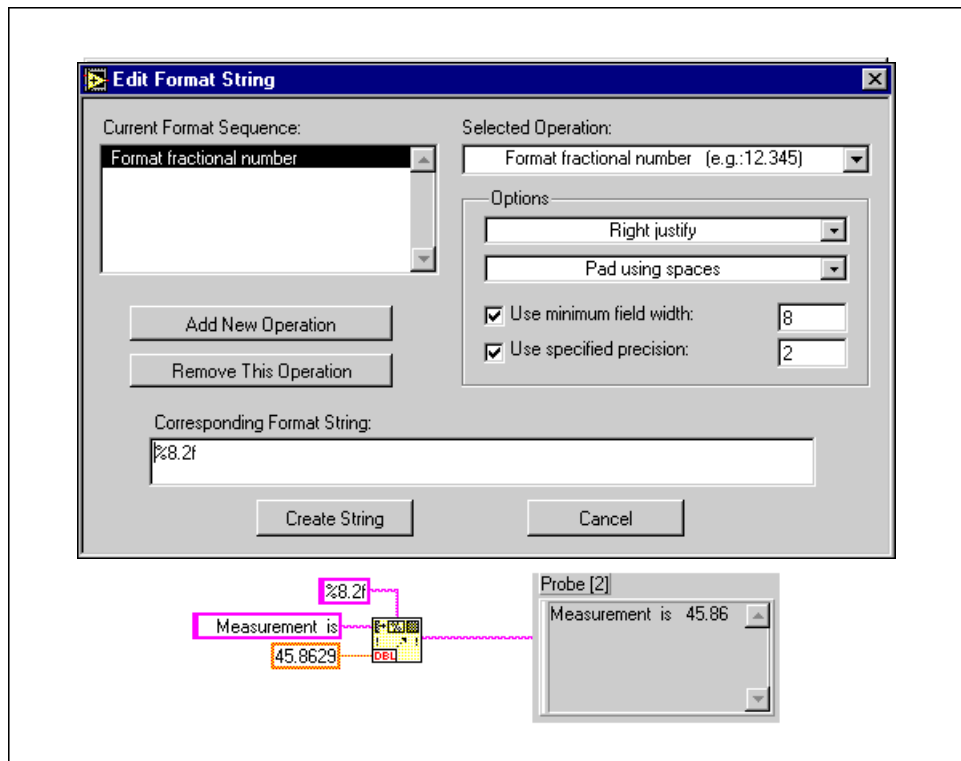 Edit Format String
Current Format Sequence:
Format fractional number
Selected Operation:
Format fractional number (e.g.:12.345)
Options
Right justify
Pad using spaces
Use minimum field width: 8
Use specified precision: 2
Add New Operation
Remove This Operation
Corresponding Format String:
%8.2f
Create String
Cancel
%8.2f
Measurement is
45.8629
DBL
Probe [2]
Measurement is 45.86